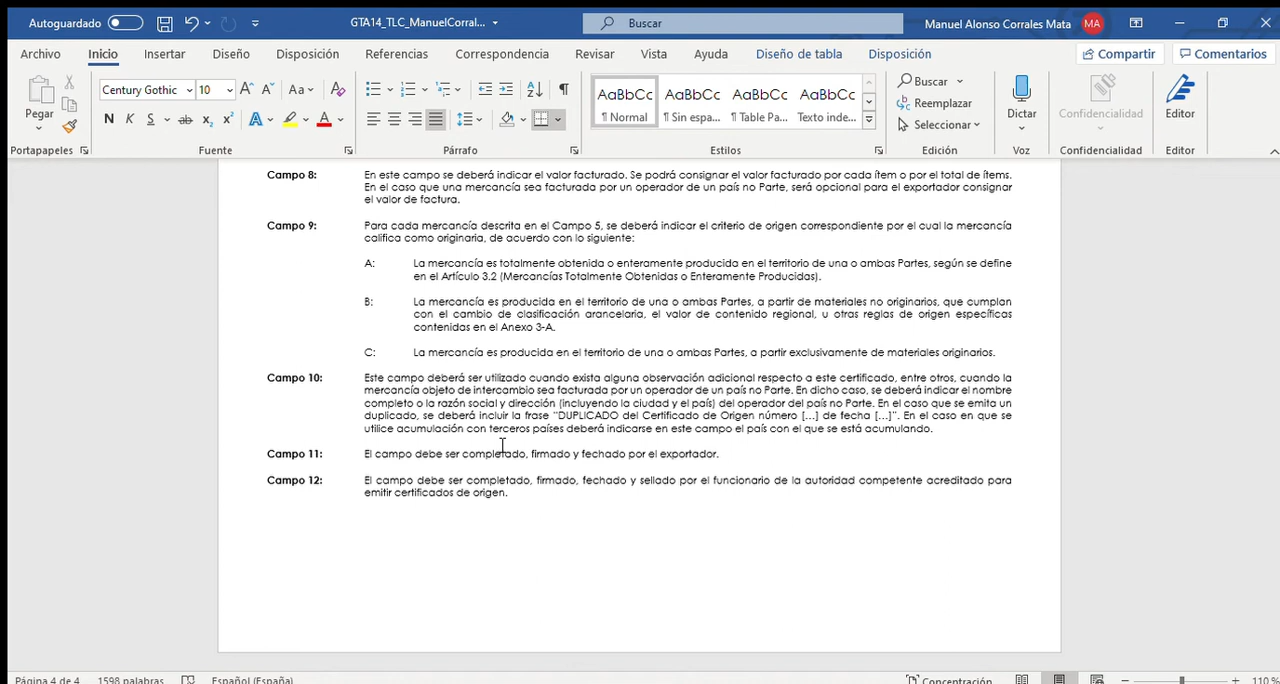 Autoguardado GTA14_TLC_ManuelCorral... Buscar Manuel Alonso Corrales Mata MA
Archivo Inicio Insertar Diseño Disposición Referencias Correspondencia Revisar Vista Ayuda Diseño de tabla Disposición Compartir Comentarios
Pegar Century Gothic 10 Aa AaBbCc AaBbCc AaBbCc AaBbCc Buscar Reemplazar Seleccionar Dictar Confidencialidad Editor
N K S ab x₂ x² A A ¶ Normal ¶ Sin espa... ¶ Table Pa... Texto inde...
Portapapeles Fuente Párrafo Estilos Edición Voz Confidencialidad Editor
Campo 8: En este campo se deberá indicar el valor facturado. Se podrá consignar el valor facturado por cada ítem o por el total de ítems.
En el caso que una mercancía sea facturada por un operador de un país no Parte, será opcional para el exportador consignar
el valor de factura.
Campo 9: Para cada mercancía descrita en el Campo 5, se deberá indicar el criterio de origen correspondiente por el cual la mercancía
califica como originaria, de acuerdo con lo siguiente:
A: La mercancía es totalmente obtenida o enteramente producida en el territorio de una o ambas Partes, según se define
en el Artículo 3.2 (Mercancías Totalmente Obtenidas o Enteramente Producidas).
B: La mercancía es producida en el territorio de una o ambas Partes, a partir de materiales no originarios, que cumplan
con el cambio de clasificación arancelaria, el valor de contenido regional, u otras reglas de origen específicas
contenidas en el Anexo 3-A.
C: La mercancía es producida en el territorio de una o ambas Partes, a partir exclusivamente de materiales originarios.
Campo 10: Este campo deberá ser utilizado cuando exista alguna observación adicional respecto a este certificado, entre otros, cuando la
mercancía objeto de intercambio sea facturada por un operador de un país no Parte. En dicho caso, se deberá indicar el nombre
completo o la razón social y dirección (incluyendo la ciudad y el país) del operador del país no Parte. En el caso que se emita un
duplicado, se deberá incluir la frase “DUPLICADO del Certificado de Origen número [...] de fecha [...]”. En el caso en que se
utilice acumulación con terceros países deberá indicarse en este campo el país con el que se está acumulando.
Campo 11: El campo debe ser completado, firmado y fechado por el exportador.
Campo 12: El campo debe ser completado, firmado, fechado y sellado por el funcionario de la autoridad competente acreditado para
emitir certificados de origen.
Página 4 de 4 1598 palabras Español (España) Concentración 110 %